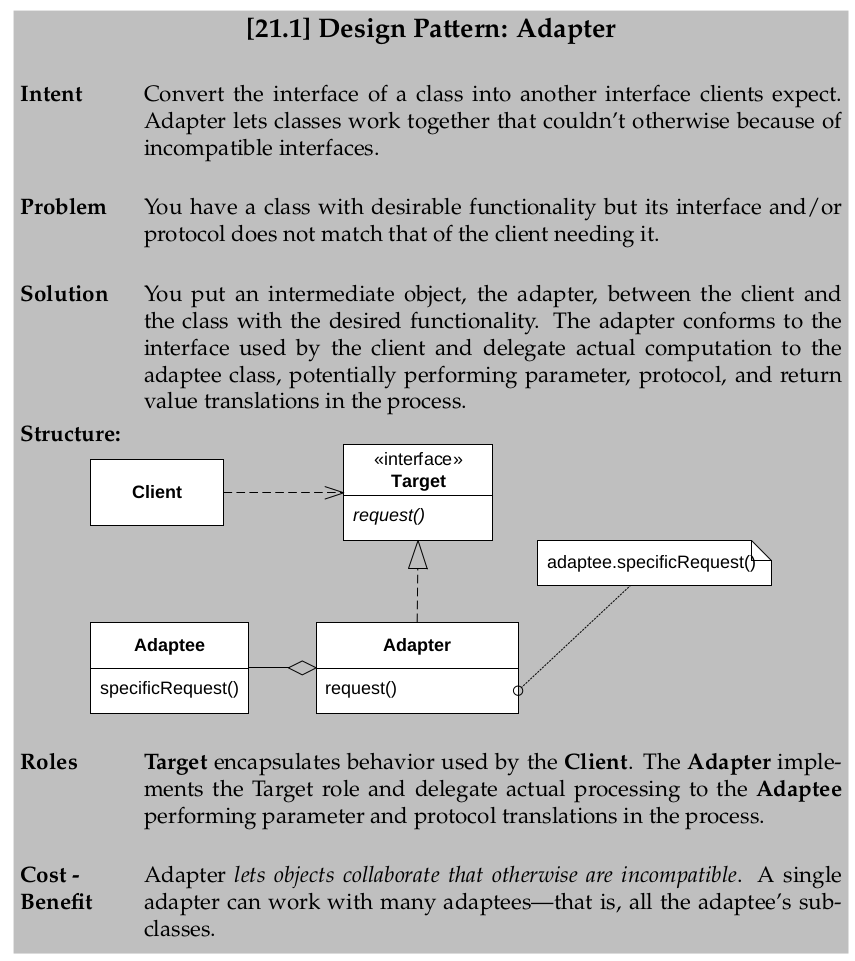 [21.1] Design Pattern: Adapter
Intent Convert the interface of a class into another interface clients expect.
Adapter lets classes work together that couldn't otherwise because of
incompatible interfaces.
Problem You have a class with desirable functionality but its interface and/or
protocol does not match that of the client needing it.
Solution You put an intermediate object, the adapter, between the client and
the class with the desired functionality. The adapter conforms to the
interface used by the client and delegate actual computation to the
adaptee class, potentially performing parameter, protocol, and return
value translations in the process.
Structure:
Client
«interface»
Target
request()
adaptee.specificRequest()
Adaptee
specificRequest()
Adapter
request()
Roles Target encapsulates behavior used by the Client. The Adapter imple-
ments the Target role and delegate actual processing to the Adaptee
performing parameter and protocol translations in the process.
Cost - Adapter lets objects collaborate that otherwise are incompatible. A single
Benefit adapter can work with many adaptees—that is, all the adaptee's sub-
classes.